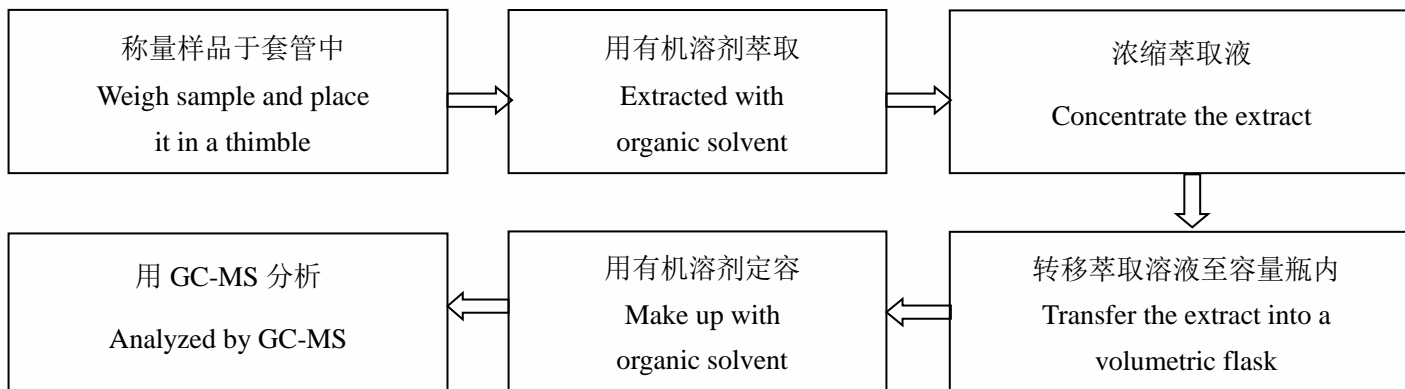 称量样品于套管中
Weigh sample and place
it in a thimble
用有机溶剂萃取
Extracted with
organic solvent
浓缩萃取液
Concentrate the extract
转移萃取溶液至容量瓶内
Transfer the extract into a
volumetric flask
用有机溶剂定容
Make up with
organic solvent
用 GC-MS 分析
Analyzed by GC-MS